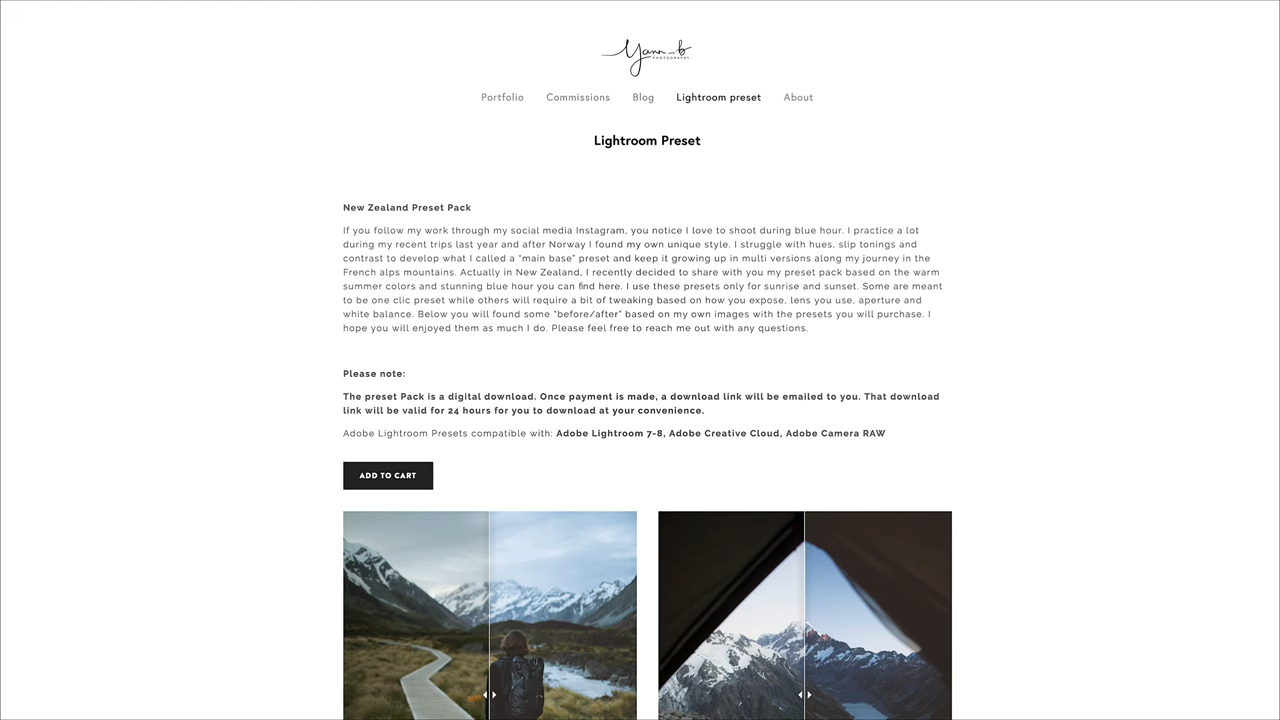 Yann_b
PHOTOGRAPHY
Portfolio Commissions Blog Lightroom preset About
Lightroom Preset
New Zealand Preset Pack
If you follow my work through my social media Instagram, you notice I love to shoot during blue hour. I practice a lot
during my recent trips last year and after Norway I found my own unique style. I struggle with hues, slip tonings and
contrast to develop what I called a "main base" preset and keep it growing up in multi versions along my journey in the
French alps mountains. Actually in New Zealand, I recently decided to share with you my preset pack based on the warm
summer colors and stunning blue hour you can find here. I use these presets only for sunrise and sunset. Some are meant
to be one clic preset while others will require a bit of tweaking based on how you expose, lens you use, aperture and
white balance. Below you will found some "before/after" based on my own images with the presets you will purchase. I
hope you will enjoyed them as much I do. Please feel free to reach me out with any questions.
Please note:
The preset Pack is a digital download. Once payment is made, a download link will be emailed to you. That download
link will be valid for 24 hours for you to download at your convenience.
Adobe Lightroom Presets compatible with: Adobe Lightroom 7-8, Adobe Creative Cloud, Adobe Camera RAW
ADD TO CART